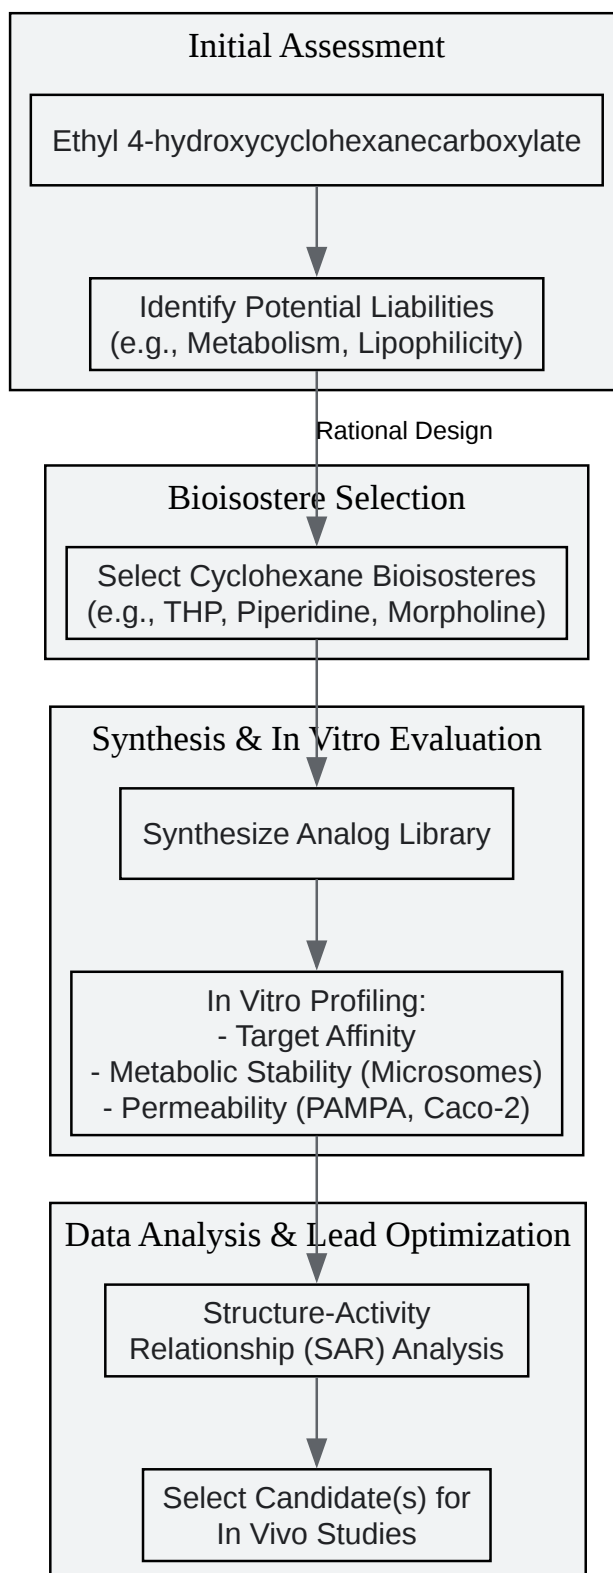 Initial Assessment
Ethyl 4-hydroxycyclohexanecarboxylate
Identify Potential Liabilities
(e.g., Metabolism, Lipophilicity)
Rational Design
Bioisostere Selection
Select Cyclohexane Bioisosteres
(e.g., THP, Piperidine, Morpholine)
Synthesis & In Vitro Evaluation
Synthesize Analog Library
In Vitro Profiling:
- Target Affinity
- Metabolic Stability (Microsomes)
- Permeability (PAMPA, Caco-2)
Data Analysis & Lead Optimization
Structure-Activity
Relationship (SAR) Analysis
Select Candidate(s) for
In Vivo Studies